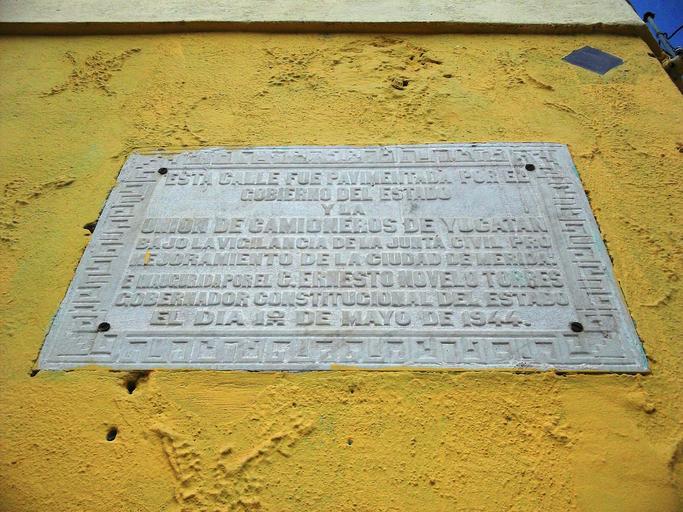 ESTA CALLE FUE PAVIMENTADA POR EL
GOBIERNO DEL ESTADO
Y LA
UNION DE CAMIONEROS DE YUCATAN
BAJO LA VIGILANCIA DE LA JUNTA CIVIL PRO
MEJORAMIENTO DE LA CIUDAD DE MERIDA
E INAUGURADA POR EL C. ERNESTO NOVELO TORRES
GOBERNADOR CONSTITUCIONAL DEL ESTADO
EL DIA 1º DE MAYO DE 1944.